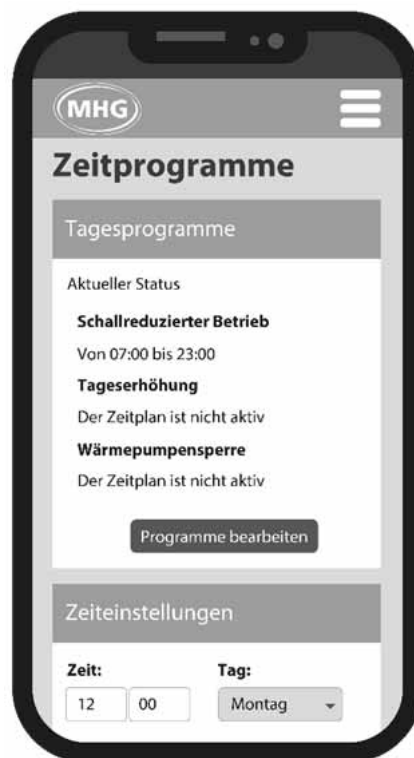 MHG
Zeitprogramme
Tagesprogramme
Aktueller Status
Schallreduzierter Betrieb
Von 07:00 bis 23:00
Tageserhöhung
Der Zeitplan ist nicht aktiv
Wärmepumpensperre
Der Zeitplan ist nicht aktiv
Programme bearbeiten
Zeiteinstellungen
Zeit: Tag:
12 00 Montag